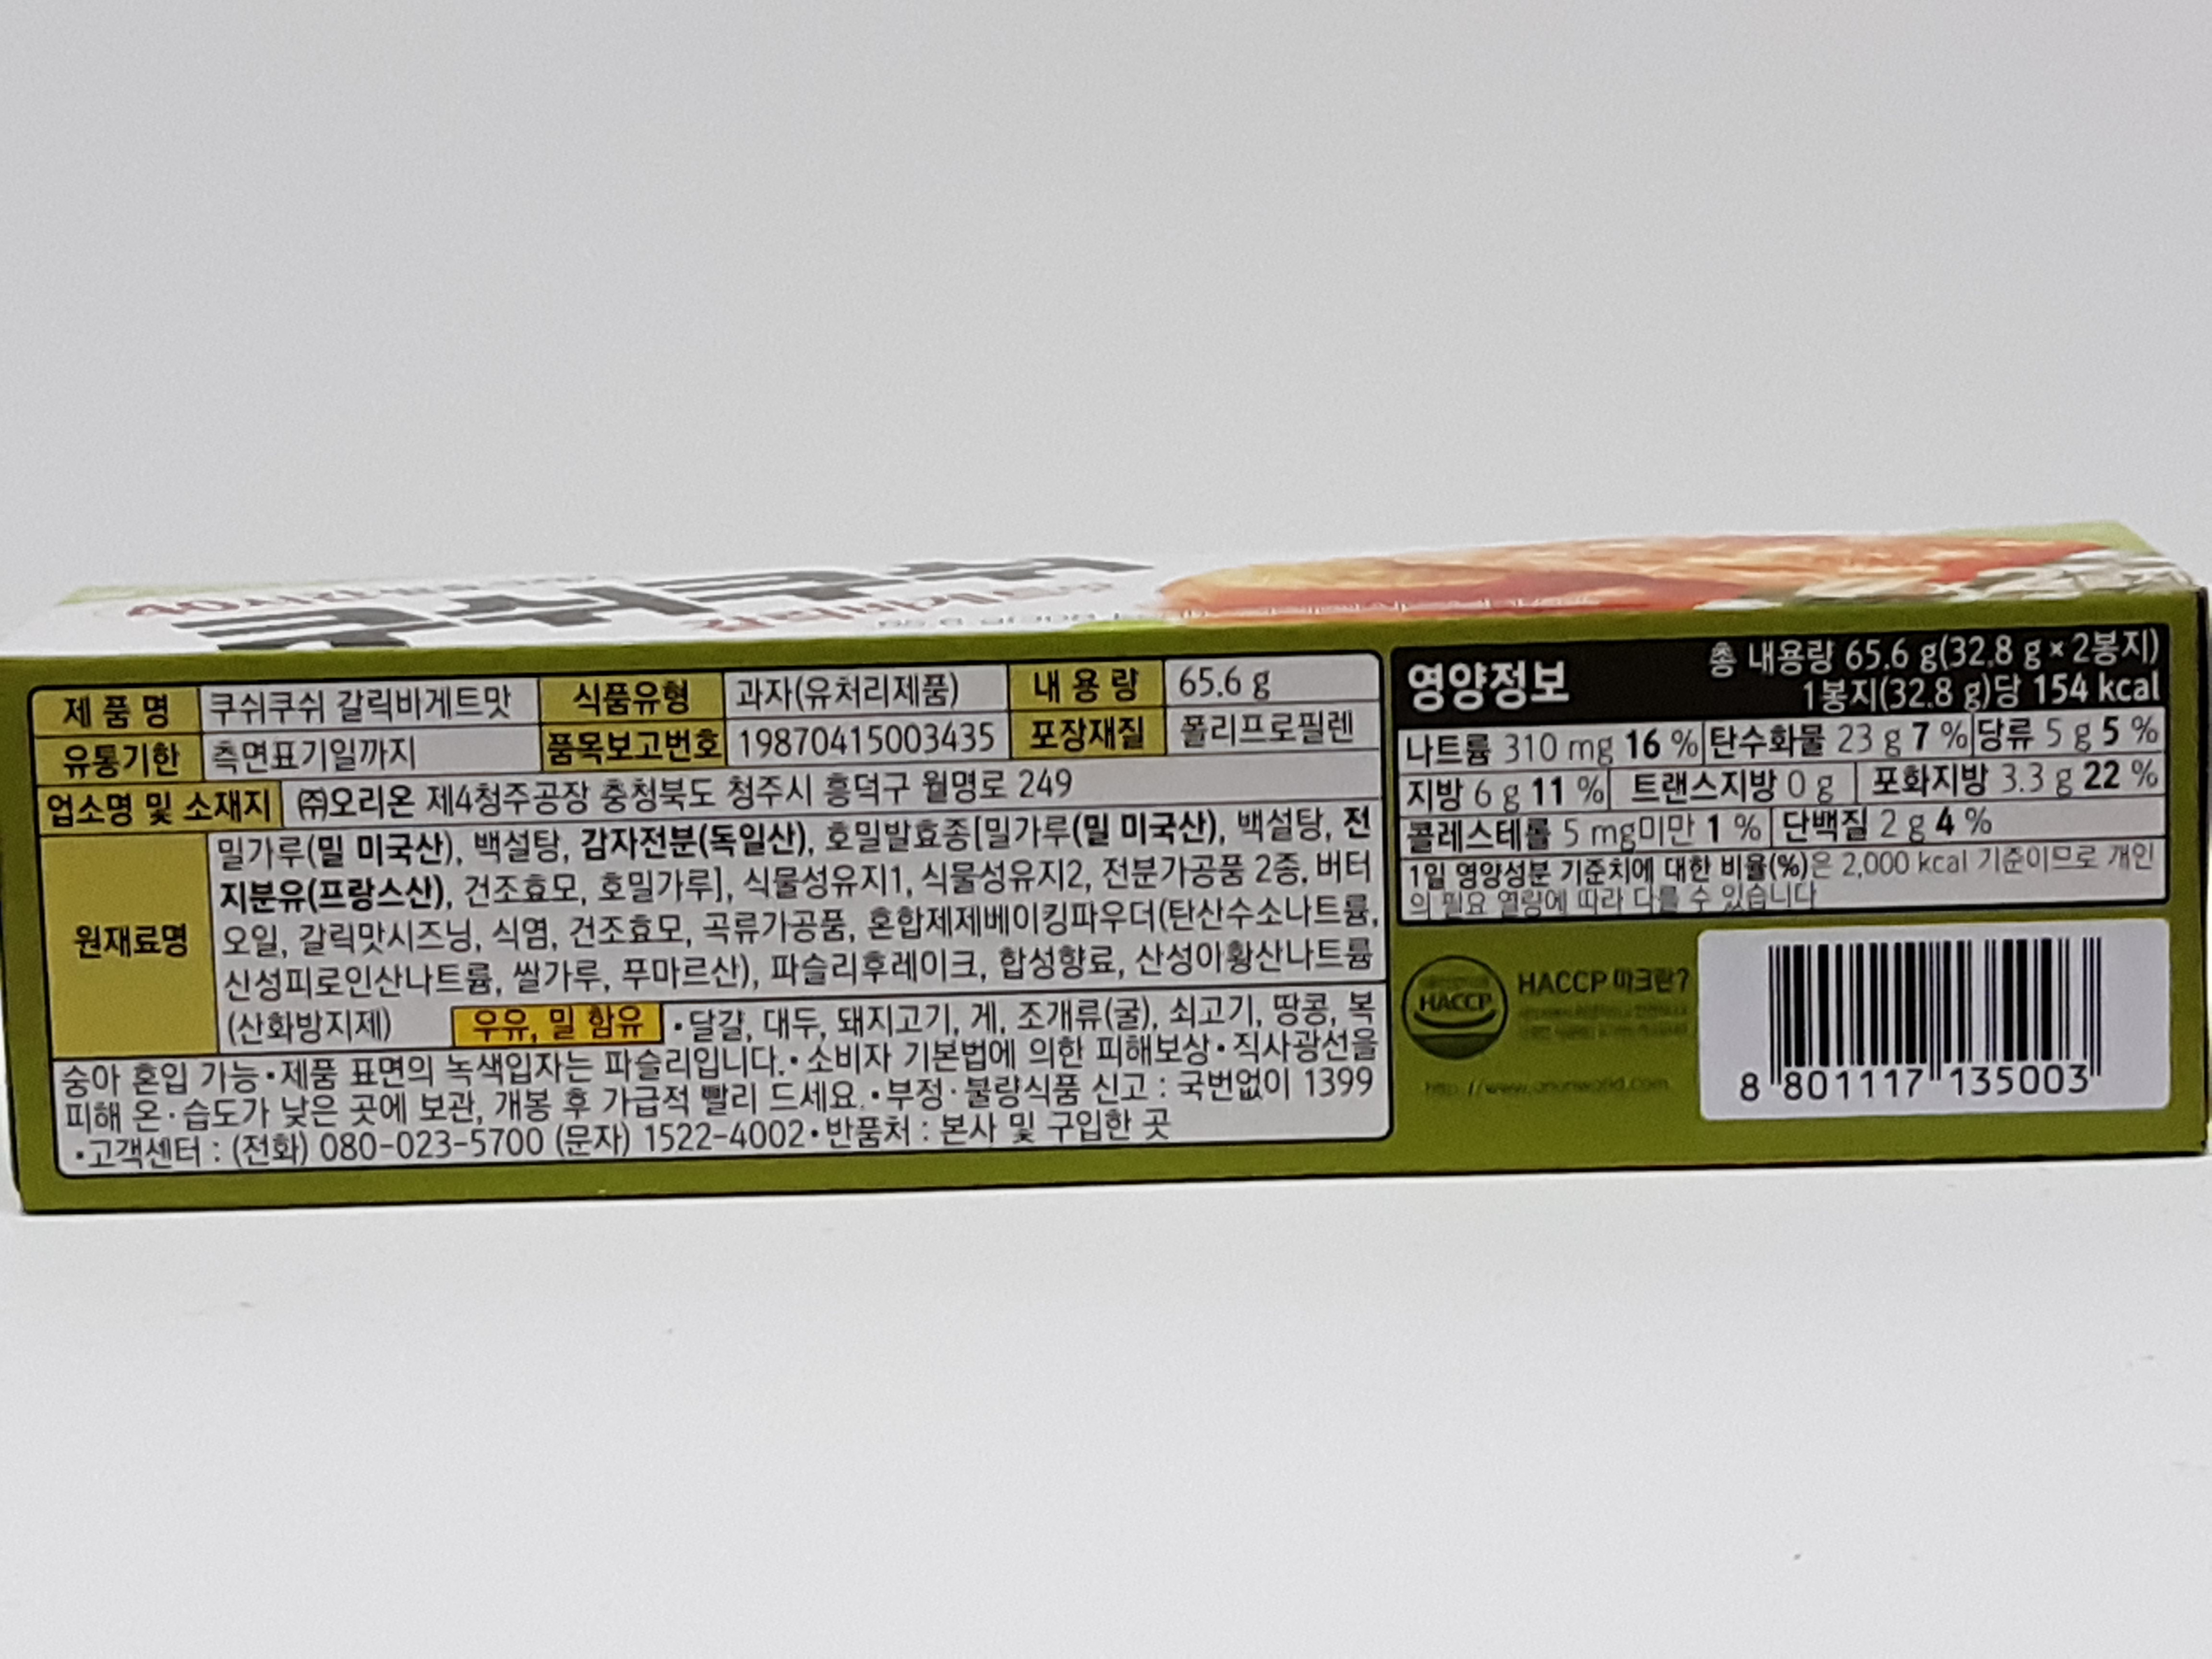 쿠쉬쿠쉬
제품명 쿠쉬쿠쉬 갈릭바게트맛 식품유형 과자(유처리제품) 내용량 65.6 g
유통기한 측면표기일까지 품목보고번호 19870415003435 포장재질 폴리프로필렌
업소명 및 소재지 ㈜오리온 제4청주공장 충청북도 청주시 흥덕구 월명로 249
원재료명
밀가루(밀 미국산), 백설탕, 감자전분(독일산), 호밀발효종[밀가루(밀 미국산), 백설탕, 전
지분유(프랑스산), 건조효모, 호밀가루], 식물성유지1, 식물성유지2, 전분가공품 2종, 버터
오일, 갈릭맛시즈닝, 식염, 건조효모, 곡류가공품, 혼합제제베이킹파우더(탄산수소나트륨,
산성피로인산나트륨, 쌀가루, 푸마르산), 파슬리후레이크, 합성향료, 산성아황산나트륨
(산화방지제) 우유, 밀 함유 •달걀, 대두, 돼지고기, 게, 조개류(굴), 쇠고기, 땅콩, 복
숭아 혼입 가능•제품 표면의 녹색입자는 파슬리입니다.•소비자 기본법에 의한 피해보상•직사광선을
피해 온·습도가 낮은 곳에 보관, 개봉 후 가급적 빨리 드세요.•부정·불량식품 신고 : 국번없이 1399
•고객센터 : (전화) 080-023-5700 (문자) 1522-4002•반품처 : 본사 및 구입한 곳
영양정보
총 내용량 65.6 g(32.8 g×2봉지)
1봉지(32.8 g)당 154 kcal
나트륨 310 mg 16 % 탄수화물 23 g 7 % 당류 5 g 5 %
지방 6 g 11 % 트랜스지방 0 g 포화지방 3.3 g 22 %
콜레스테롤 5 mg미만 1 % 단백질 2 g 4 %
1일 영양성분 기준치에 대한 비율(%)은 2,000 kcal 기준이므로 개인
의 필요 열량에 따라 다를 수 있습니다
HACCP
HACCP 마크란?
http://www.orionworld.com
8 801117 135003